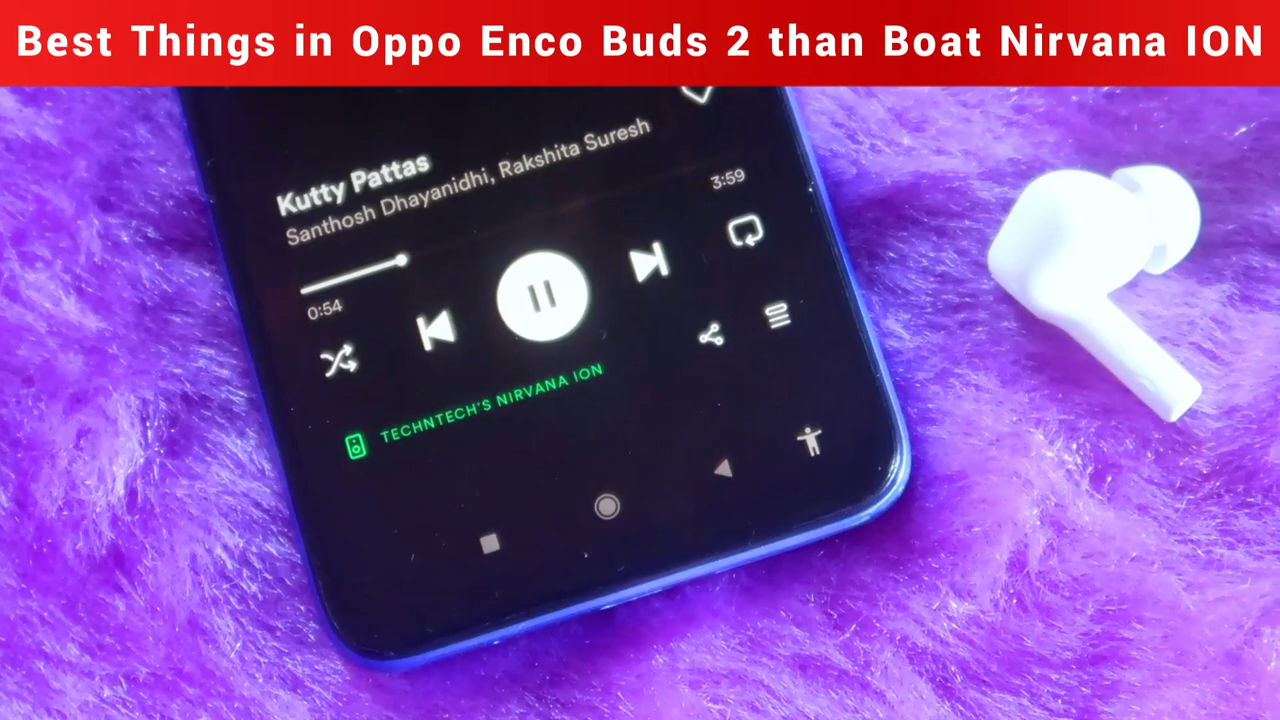 Best Things in Oppo Enco Buds 2 than Boat Nirvana ION
Kutty Pattas
Santhosh Dhayanidhi, Rakshita Suresh
0:54
3:59
TECHNTECH'S NIRVANA ION